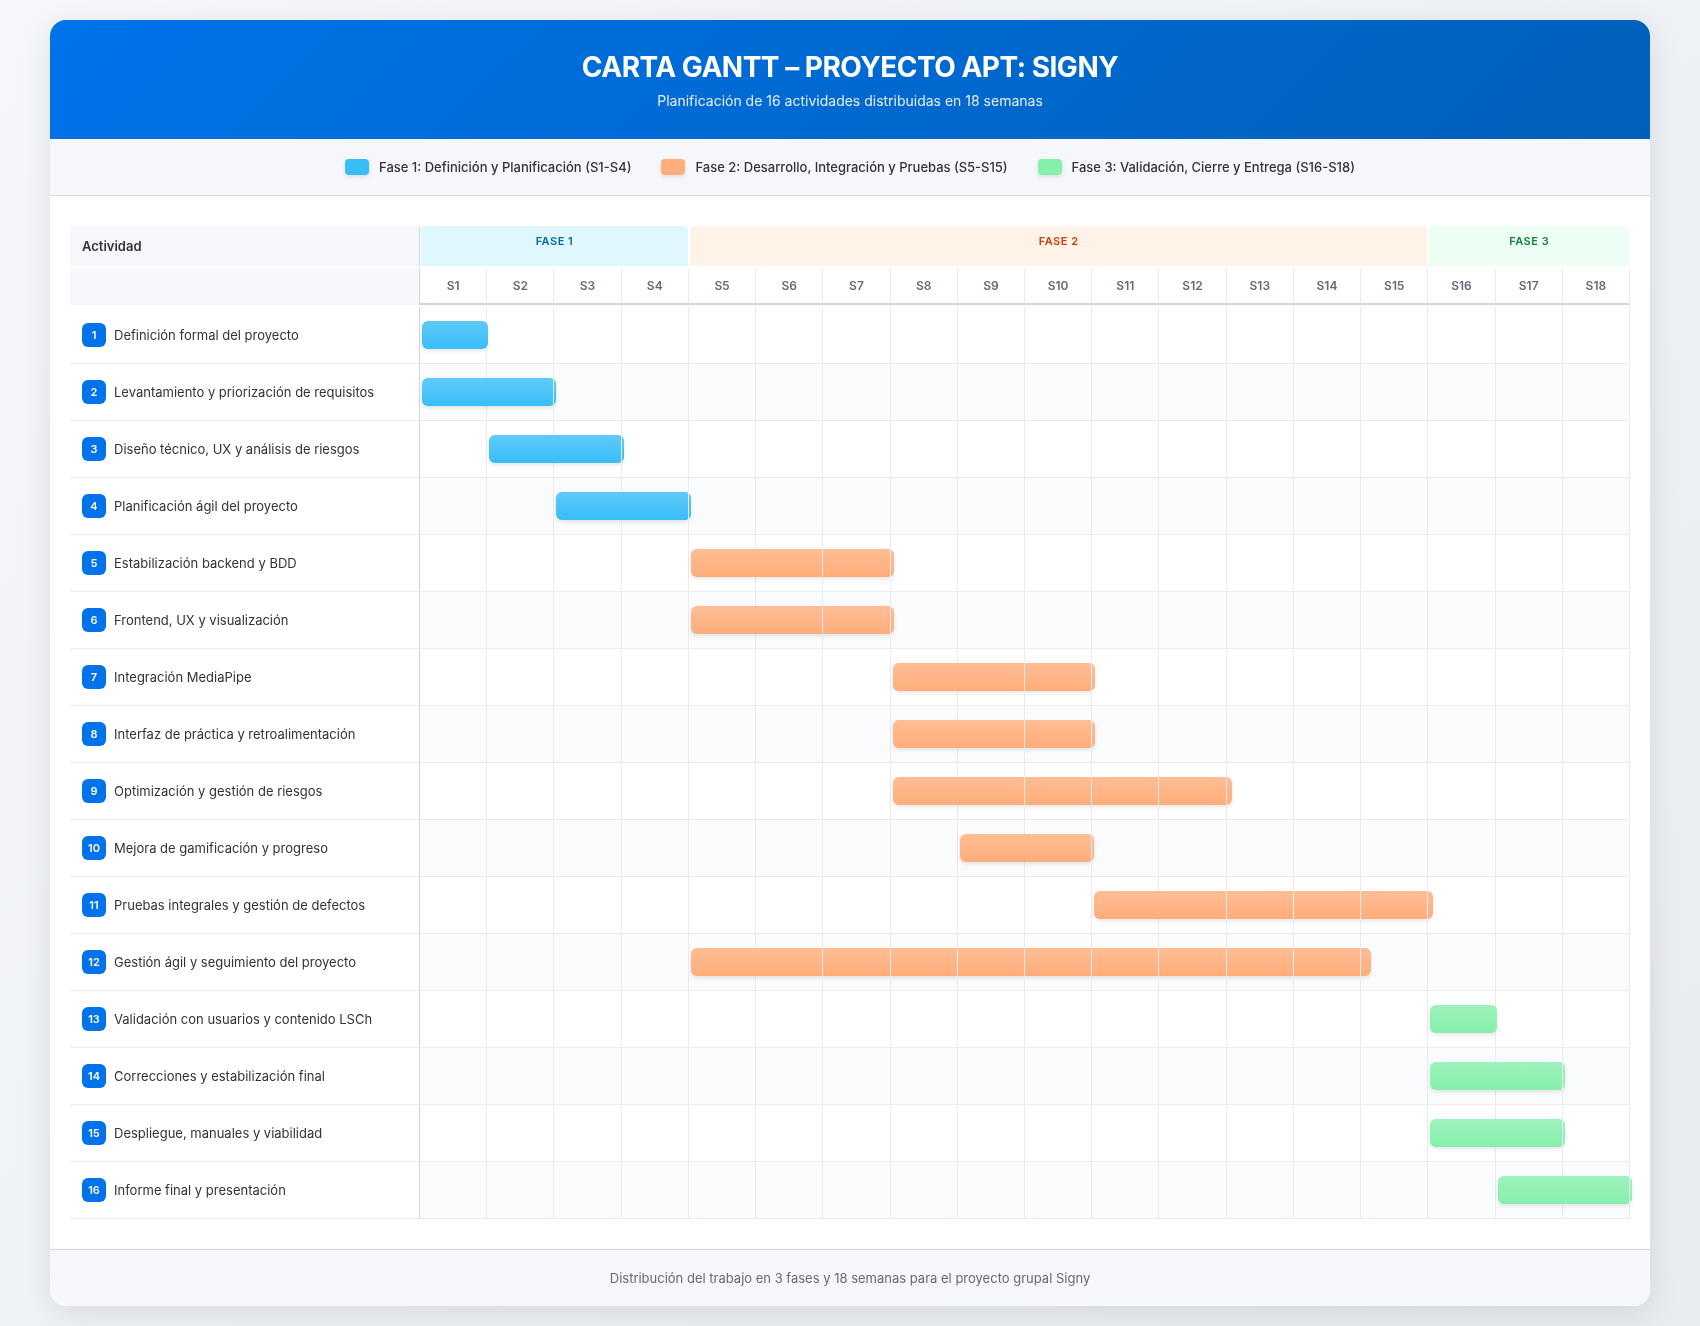 CARTA GANTT – PROYECTO APT: SIGNY
Planificación de 16 actividades distribuidas en 18 semanas
Fase 1: Definición y Planificación (S1-S4) Fase 2: Desarrollo, Integración y Pruebas (S5-S15) Fase 3: Validación, Cierre y Entrega (S16-S18)
Actividad FASE 1 FASE 2 FASE 3
S1 S2 S3 S4 S5 S6 S7 S8 S9 S10 S11 S12 S13 S14 S15 S16 S17 S18
1 Definición formal del proyecto
2 Levantamiento y priorización de requisitos
3 Diseño técnico, UX y análisis de riesgos
4 Planificación ágil del proyecto
5 Estabilización backend y BDD
6 Frontend, UX y visualización
7 Integración MediaPipe
8 Interfaz de práctica y retroalimentación
9 Optimización y gestión de riesgos
10 Mejora de gamificación y progreso
11 Pruebas integrales y gestión de defectos
12 Gestión ágil y seguimiento del proyecto
13 Validación con usuarios y contenido LSCh
14 Correcciones y estabilización final
15 Despliegue, manuales y viabilidad
16 Informe final y presentación
Distribución del trabajo en 3 fases y 18 semanas para el proyecto grupal Signy